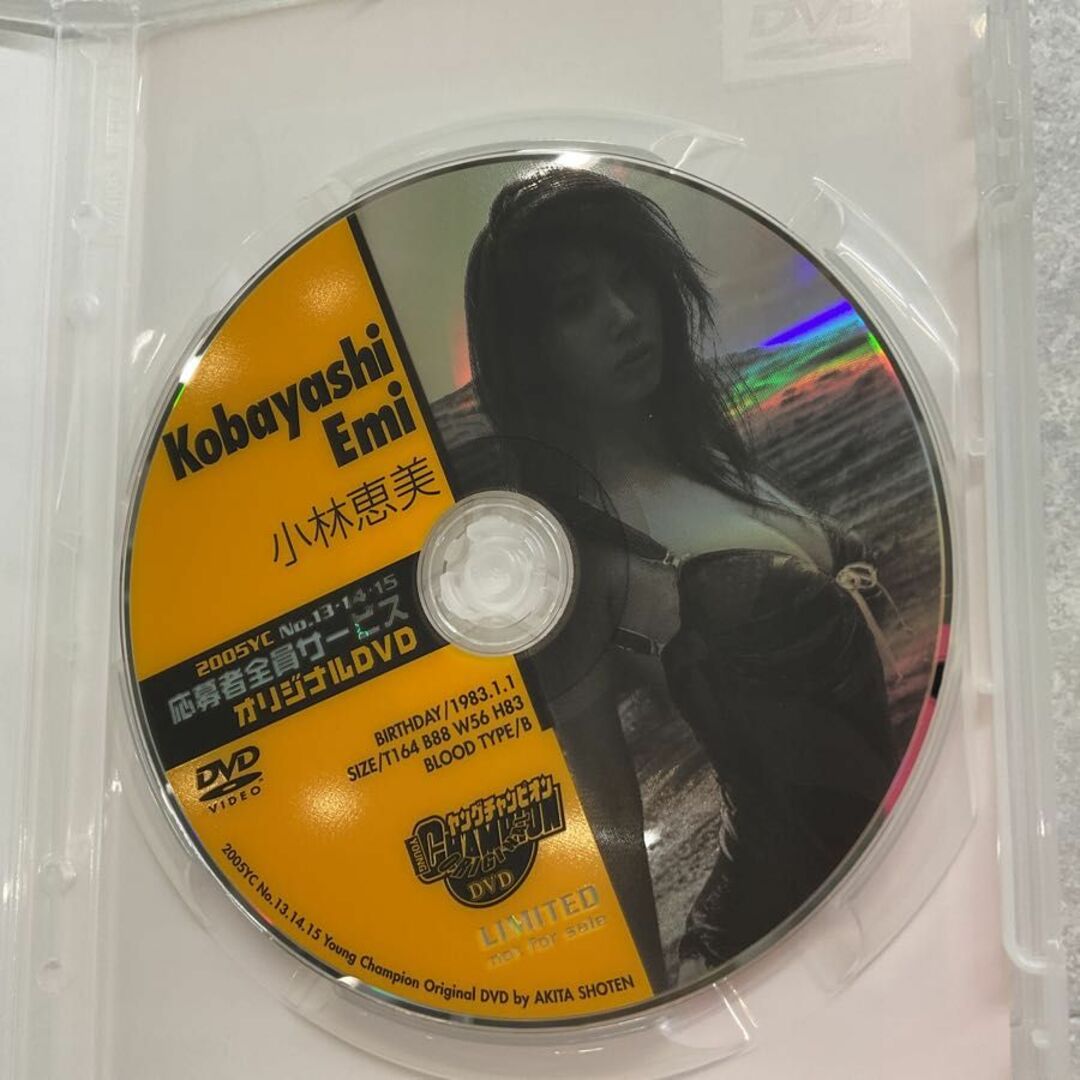 DVD
Kobayashi
Emi
小林恵美
2005YC No.13・14・15
応募者全員サービス
オリジナルDVD
BIRTHDAY/1983.1.1
SIZE/T164 B88 W56 H83
BLOOD TYPE/B
DVD
VIDEO
ヤングチャンピオン
YOUNG
CHAMPION
ORIGINAL
DVD
LIMITED
not for sale
2005YC No.13.14.15 Young Champion Original DVD by AKITA SHOTEN